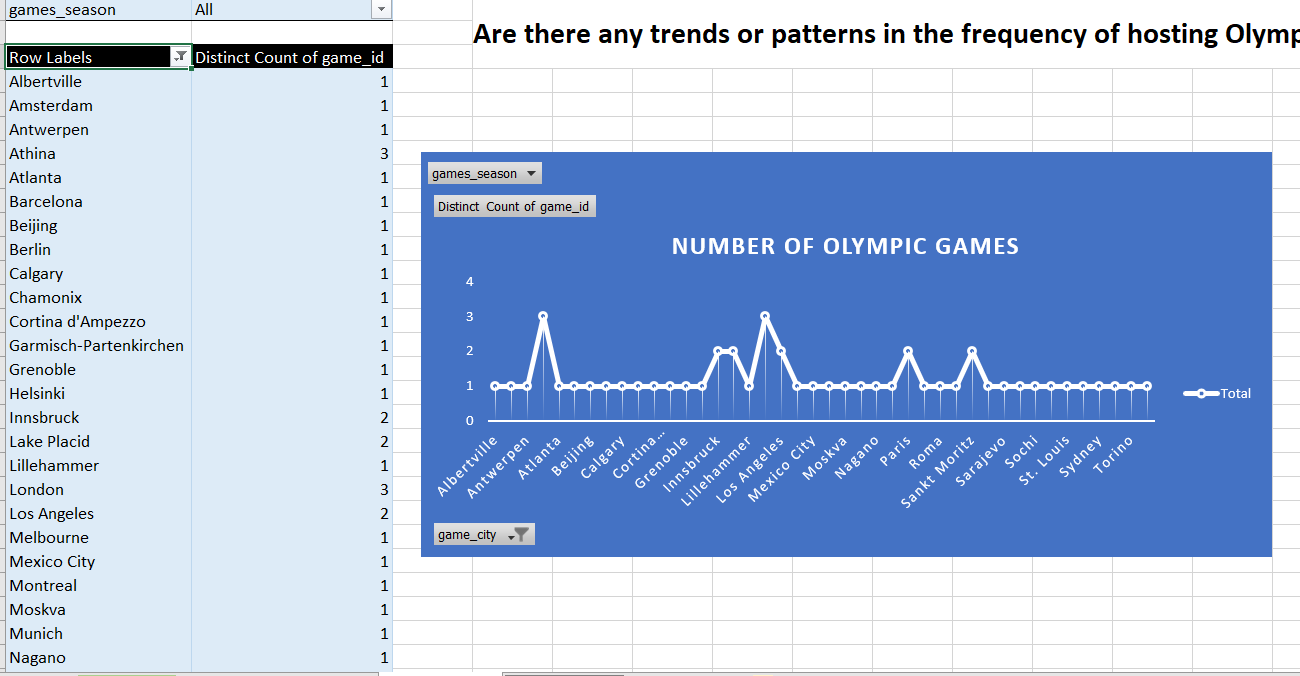 games_season All
Are there any trends or patterns in the frequency of hosting Olymp
Row Labels Distinct Count of game_id
Albertville 1
Amsterdam 1
Antwerpen 1
Athina 3
Atlanta 1
Barcelona 1
Beijing 1
Berlin 1
Calgary 1
Chamonix 1
Cortina d'Ampezzo 1
Garmisch-Partenkirchen 1
Grenoble 1
Helsinki 1
Innsbruck 2
Lake Placid 2
Lillehammer 1
London 3
Los Angeles 2
Melbourne 1
Mexico City 1
Montreal 1
Moskva 1
Munich 1
Nagano 1
games_season
Distinct Count of game_id
NUMBER OF OLYMPIC GAMES
4
3
2
1
0
Albertville
Antwerpen
Atlanta
Beijing
Calgary
Cortina…
Grenoble
Innsbruck
Lillehammer
Los Angeles
Mexico City
Moskva
Nagano
Paris
Roma
Sankt Moritz
Sarajevo
Sochi
St. Louis
Sydney
Torino
Total
game_city